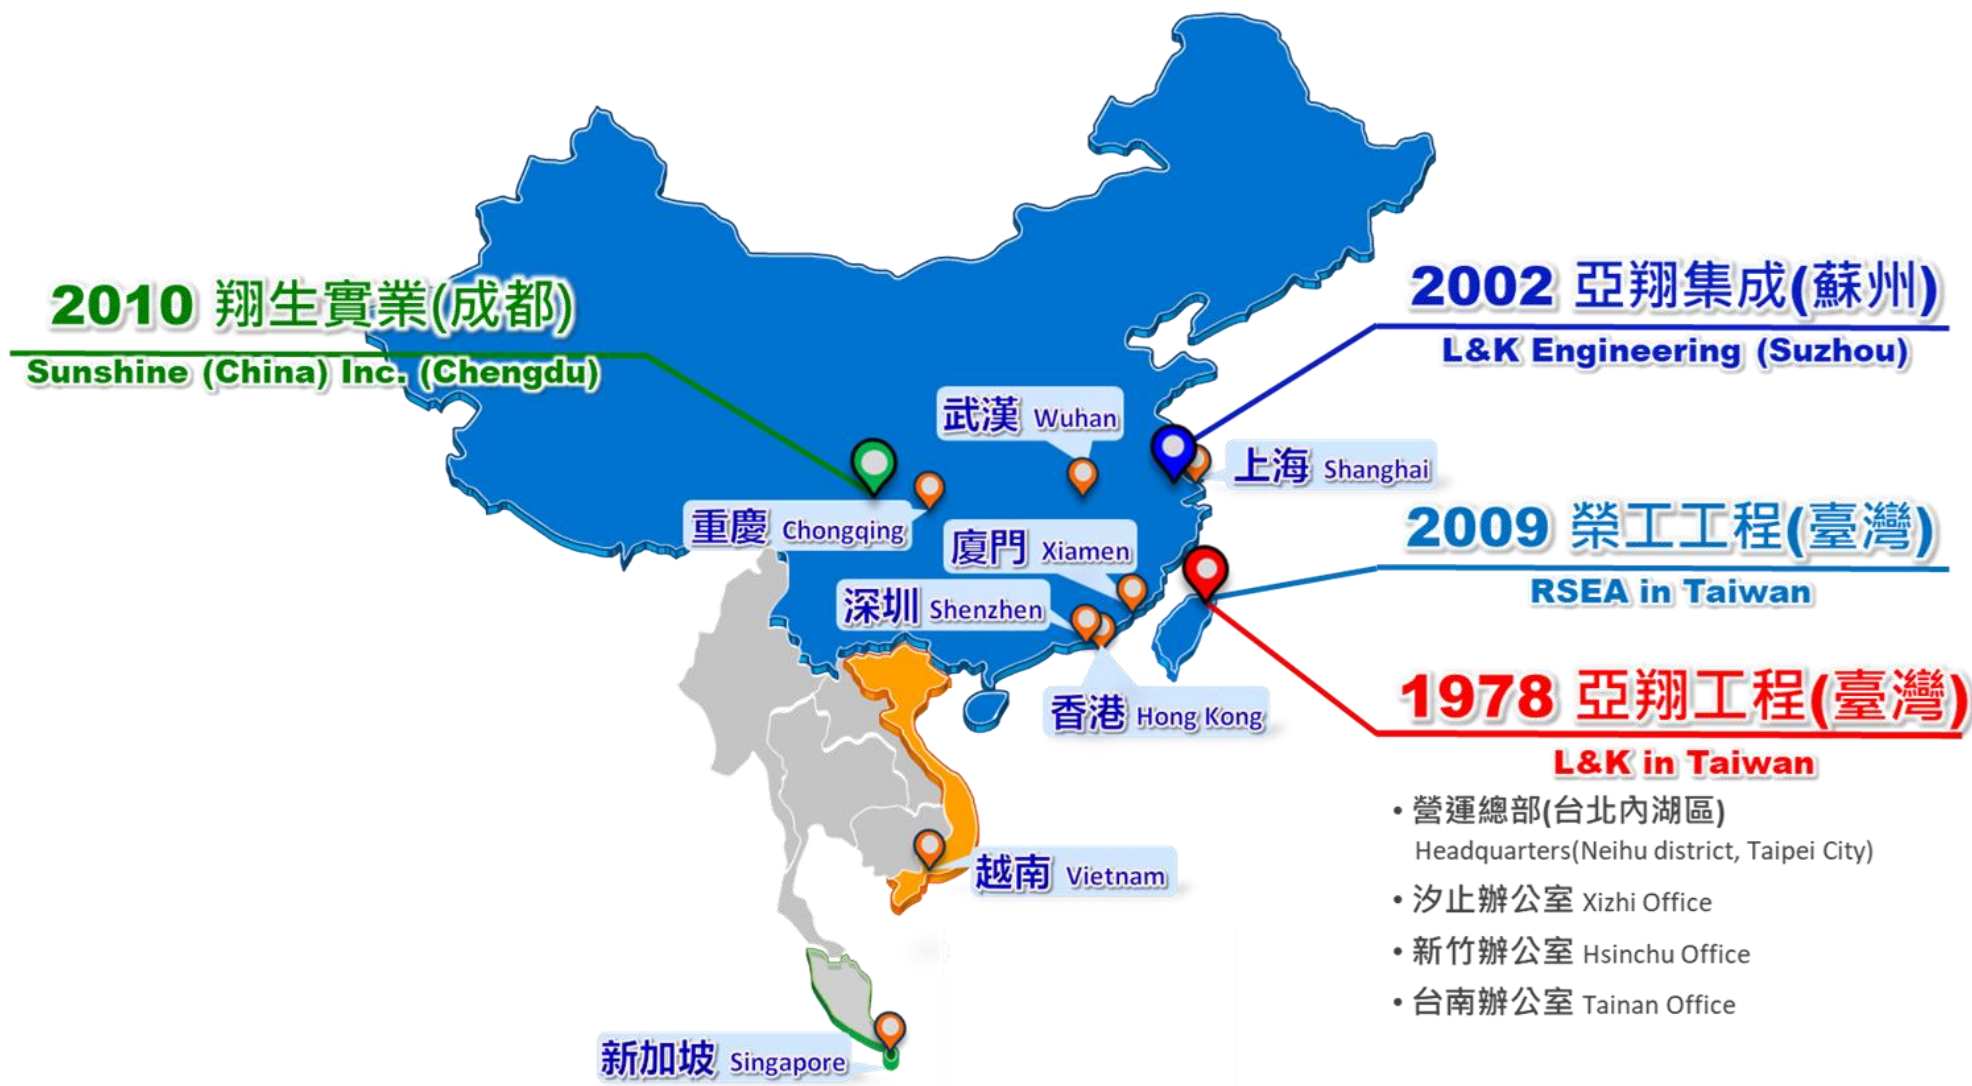 2010 翔生實業(成都)
Sunshine (China) Inc. (Chengdu)
2002 亞翔集成(蘇州)
L&K Engineering (Suzhou)
武漢 Wuhan
上海 Shanghai
重慶 Chongqing
廈門 Xiamen
深圳 Shenzhen
香港 Hong Kong
2009 榮工工程(臺灣)
RSEA in Taiwan
1978 亞翔工程(臺灣)
L&K in Taiwan
• 營運總部(台北內湖區)
Headquarters(Neihu district, Taipei City)
• 汐止辦公室 Xizhi Office
• 新竹辦公室 Hsinchu Office
• 台南辦公室 Tainan Office
越南 Vietnam
新加坡 Singapore